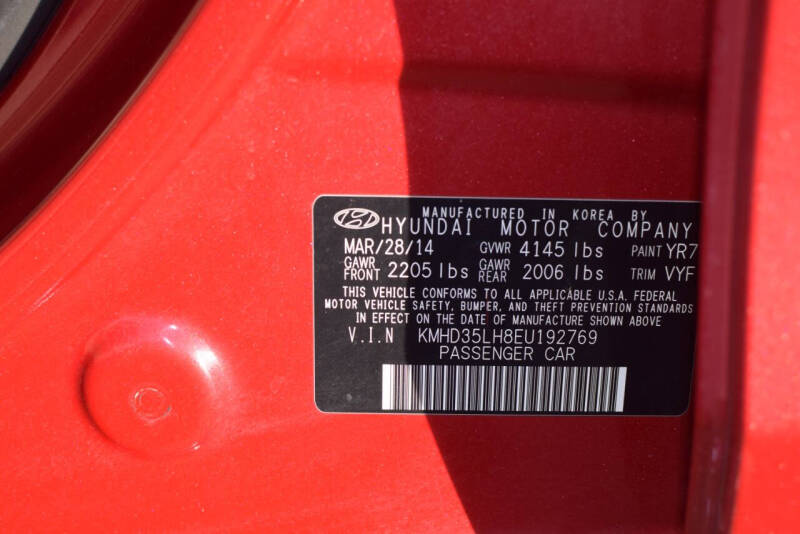 MANUFACTURED IN KOREA BY
HYUNDAI MOTOR COMPANY
MAR/28/14 GVWR 4145 lbs PAINT YR7
GAWR FRONT 2205 lbs GAWR REAR 2006 lbs TRIM VYF
THIS VEHICLE CONFORMS TO ALL APPLICABLE U.S.A. FEDERAL
MOTOR VEHICLE SAFETY, BUMPER, AND THEFT PREVENTION STANDARDS
IN EFFECT ON THE DATE OF MANUFACTURE SHOWN ABOVE
V.I.N KMHD35LH8EU192769
PASSENGER CAR